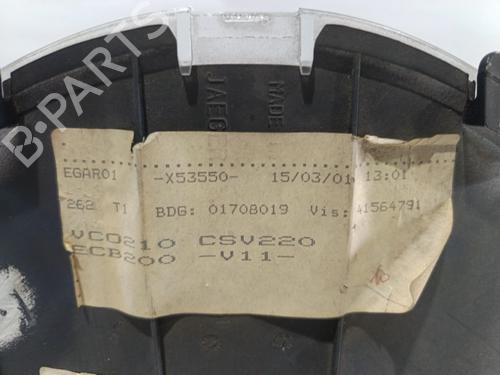 B-PARTS
MADE
JAEG
EGAR01 -X53550- 15/03/01 13:01
262 T1 BDG: 01708019 Vis: 41564791
VCO210 CSV220
ECB200 -V11-